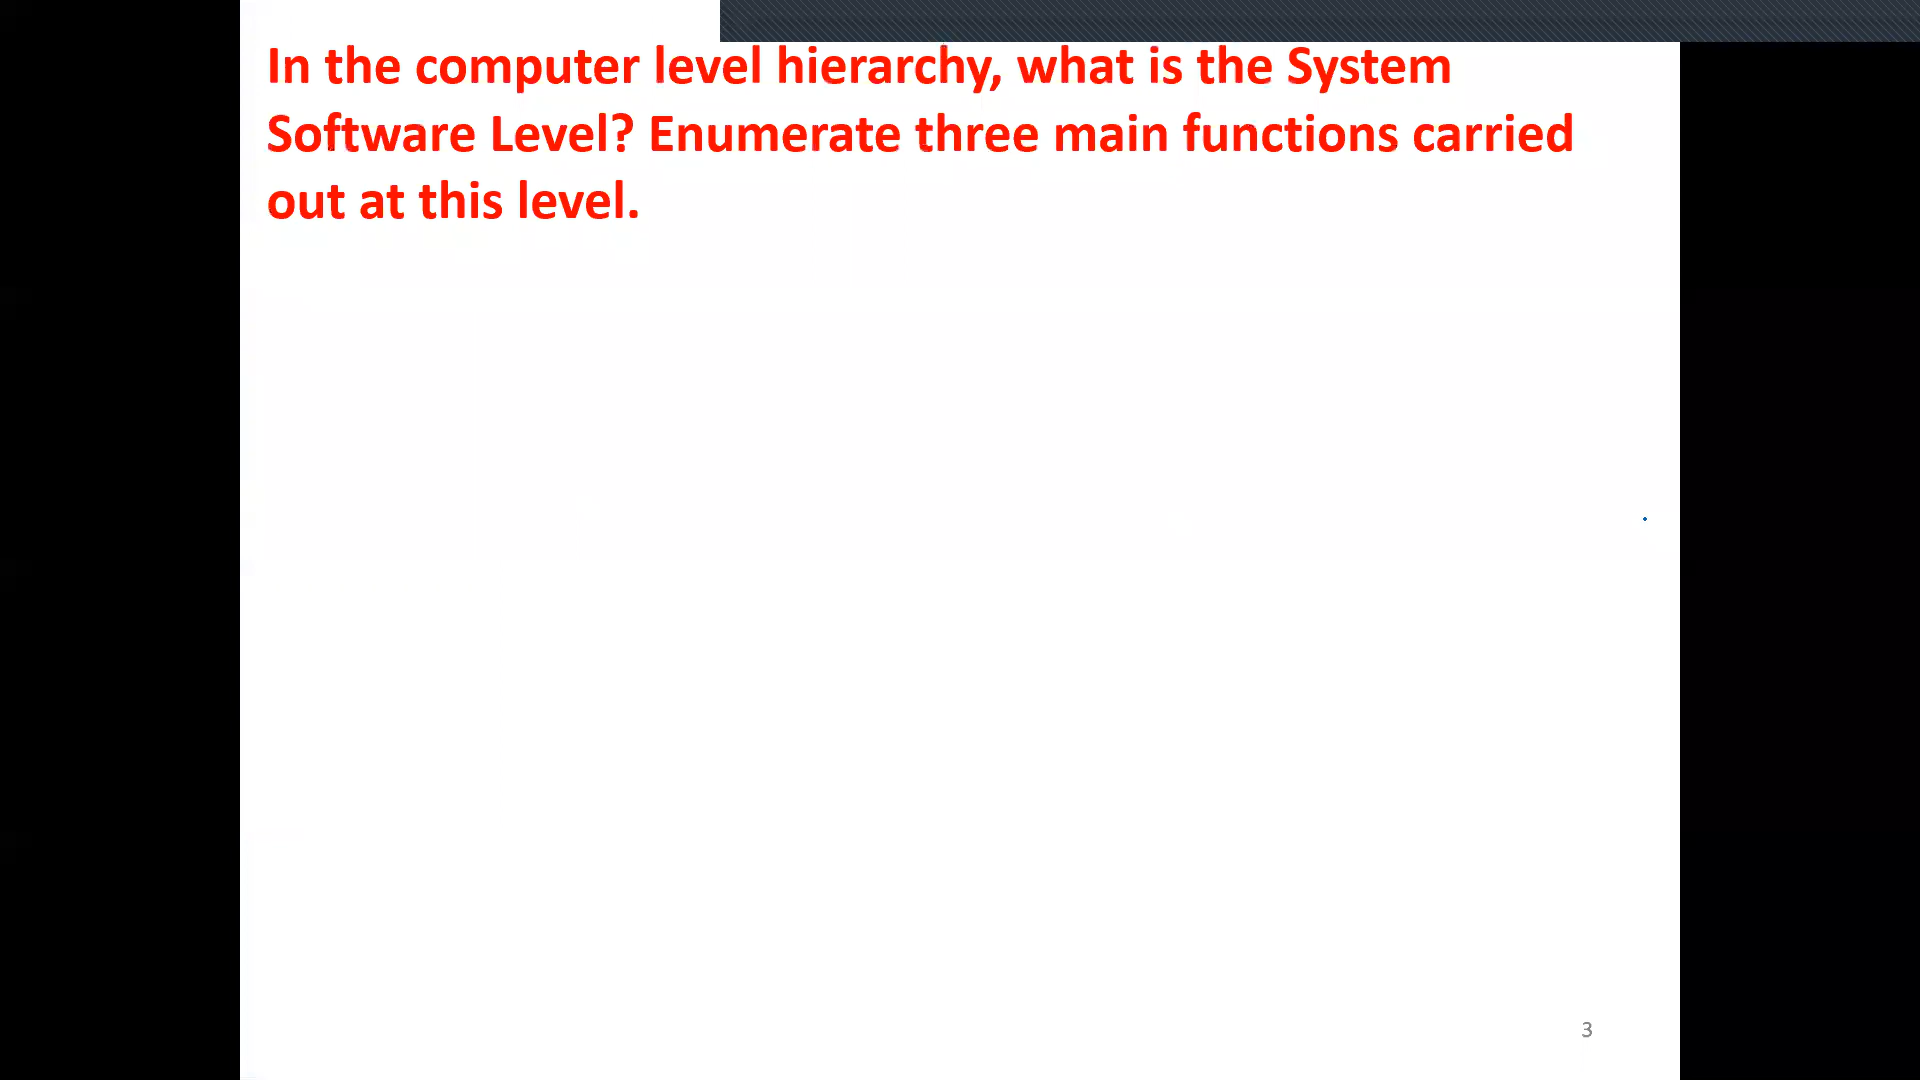 In the computer level hierarchy, what is the System
Software Level? Enumerate three main functions carried
out at this level.
3